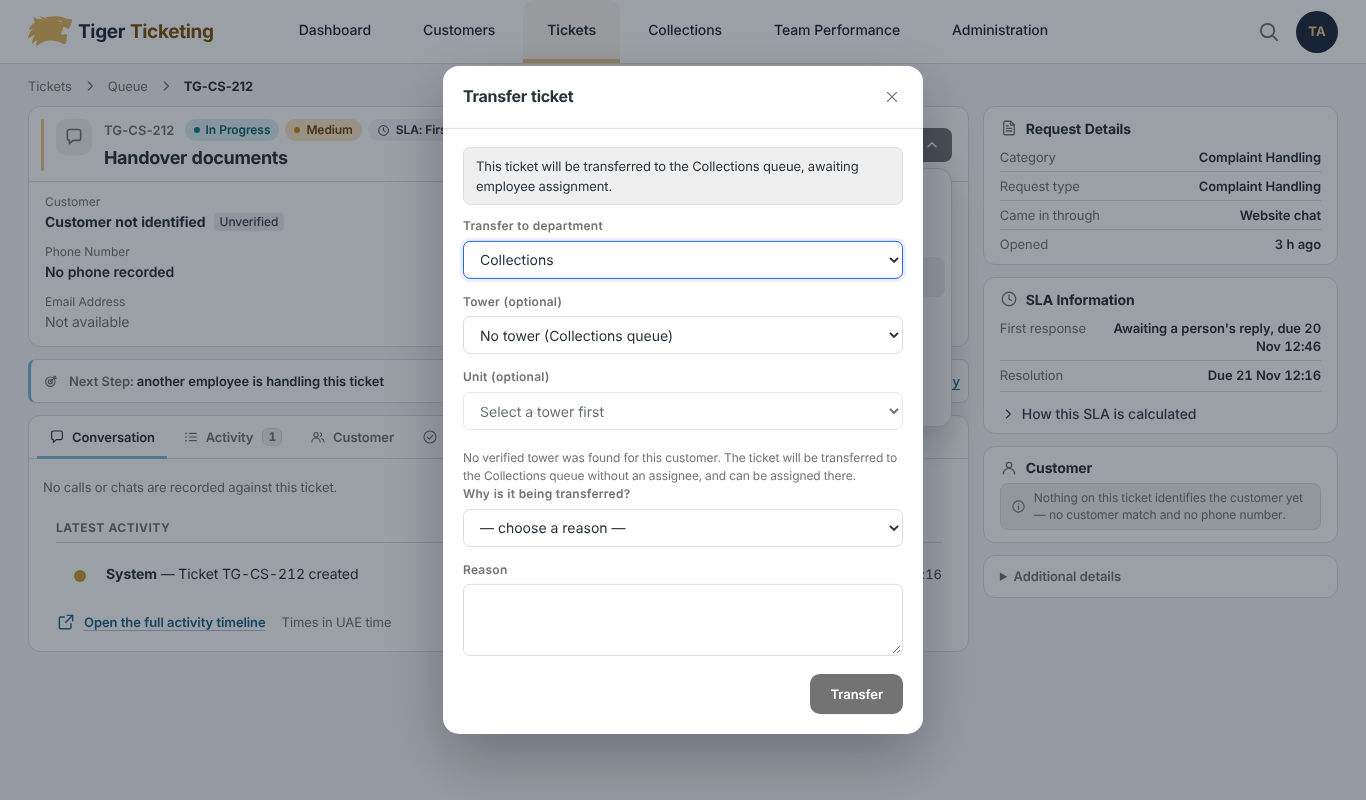 Tiger Ticketing
Dashboard
Customers
Tickets
Collections
Team Performance
Administration
TA
Tickets
Queue
TG-CS-212
TG-CS-212
In Progress
Medium
SLA:
Handover documents
Customer
Customer not identified
Unverified
Phone Number
No phone recorded
Email Address
Not available
Next Step: another employee is handling this ticket
Conversation
Activity 1
Customer
No calls or chats are recorded against this ticket.
LATEST ACTIVITY
System — Ticket TG-CS-212 created
Open the full activity timeline
Times in UAE time
Transfer ticket
This ticket will be transferred to the Collections queue, awaiting
employee assignment.
Transfer to department
Collections
Tower (optional)
No tower (Collections queue)
Unit (optional)
Select a tower first
No verified tower was found for this customer. The ticket will be transferred to
the Collections queue without an assignee, and can be assigned there.
Why is it being transferred?
— choose a reason —
Reason
Transfer
Request Details
Category
Complaint Handling
Request type
Complaint Handling
Came in through
Website chat
Opened
3 h ago
SLA Information
First response
Awaiting a person's reply, due 20
Nov 12:46
Resolution
Due 21 Nov 12:16
How this SLA is calculated
Customer
Nothing on this ticket identifies the customer yet
— no customer match and no phone number.
Additional details